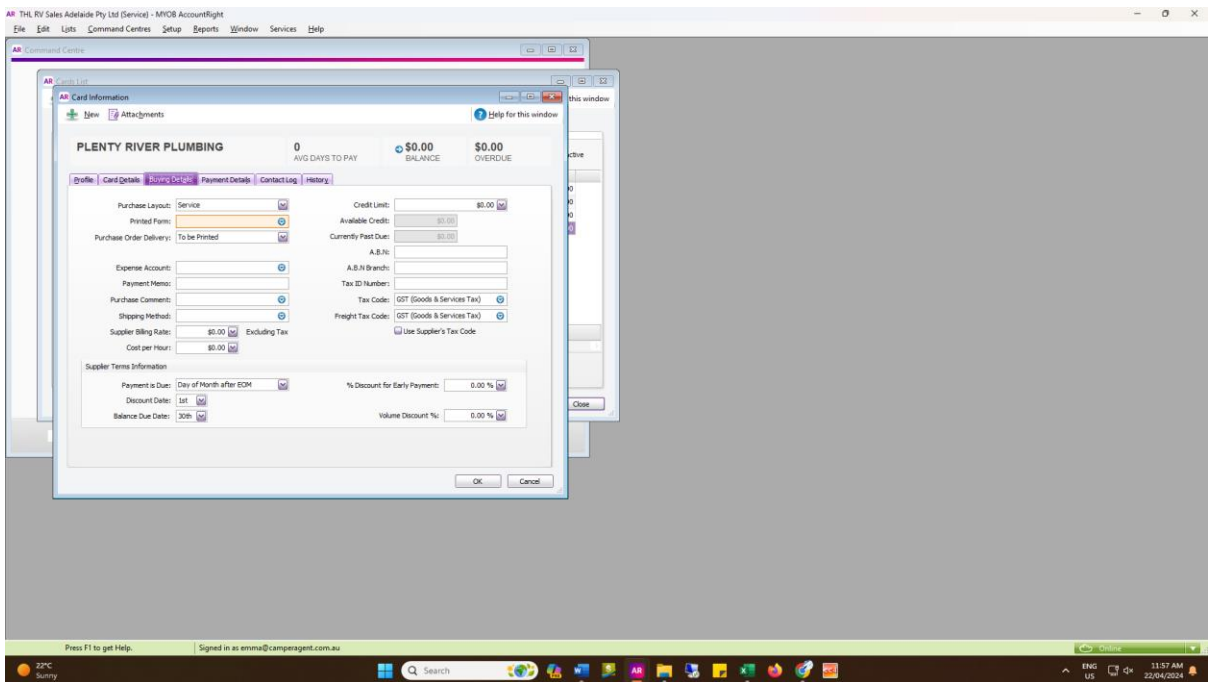 AR THL RV Sales Adelaide Pty Ltd (Service) - MYOB AccountRight
File Edit Lists Command Centres Setup Reports Window Services Help
AR Command Centre
AR Cards List
this window
AR Card Information
New Attachments Help for this window
PLENTY RIVER PLUMBING 0 $0.00 $0.00
AVG DAYS TO PAY BALANCE OVERDUE
ctive
Profile Card Details Buying Details Payment Details Contact Log History
Purchase Layout: Service Credit Limit: $0.00
Printed Form: Available Credit: $0.00
Purchase Order Delivery: To be Printed Currently Past Due: $0.00
A.B.N:
Expense Account: A.B.N Branch:
Payment Memo: Tax ID Number:
Purchase Comment: Tax Code: GST (Goods & Services Tax)
Shipping Method: Freight Tax Code: GST (Goods & Services Tax)
Supplier Billing Rate: $0.00 Excluding Tax Use Supplier's Tax Code
Cost per Hour: $0.00
Supplier Terms Information
Payment is Due: Day of Month after EOM % Discount for Early Payment: 0.00 %
Discount Date: 1st
Balance Due Date: 30th Volume Discount %: 0.00 %
Close
OK Cancel
Press F1 to get Help. Signed in as emma@camperagent.com.au Online
22°C
Sunny
Search
AR
ENG
US
11:57 AM
22/04/2024